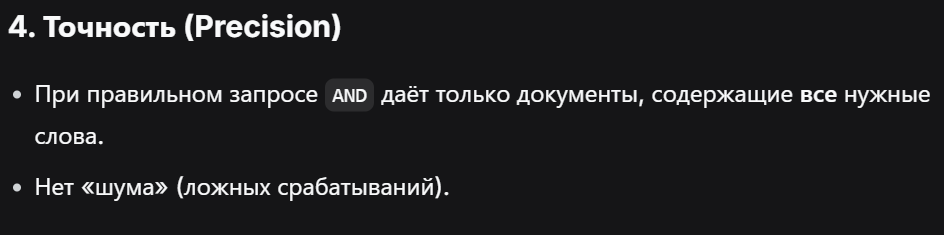 4. Точность (Precision)
• При правильном запросе AND даёт только документы, содержащие все нужные
слова.
• Нет «шума» (ложных срабатываний).